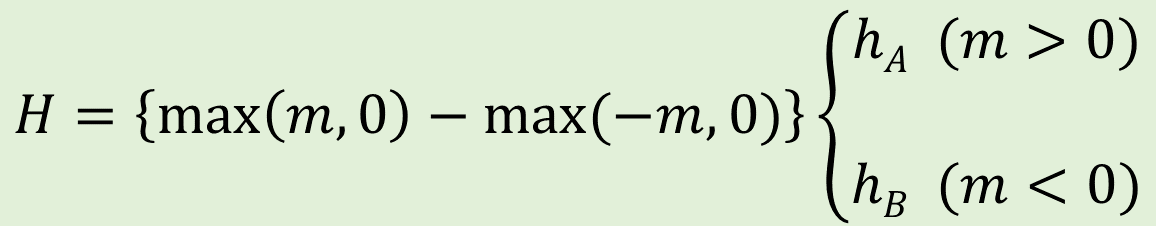 H = {max(m, 0) − max(−m, 0)} { h_A (m > 0)
h_B (m < 0)